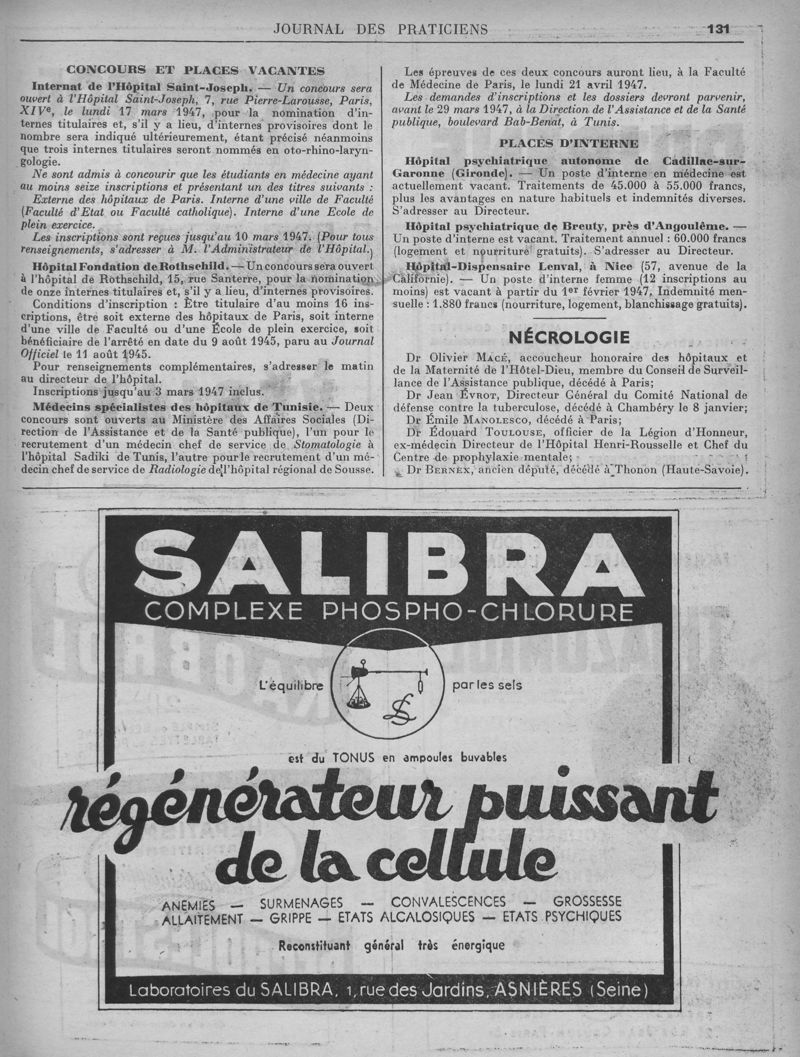 JOURNAL DES PRATICIENS 131
CONCOURS ET PLACES VACANTES
Internat de l'Hôpital Saint-Joseph. — Un concours sera
ouvert à l'Hôpital Saint-Joseph, 7, rue Pierre-Larousse, Paris,
XIVe, le lundi 17 mars 1947, pour la nomination d'in-
ternes titulaires et, s'il y a lieu, d'internes provisoires dont le
nombre sera indiqué ultérieurement, étant précisé néanmoins
que trois internes titulaires seront nommés en oto-rhino-laryn-
gologie.
Ne sont admis à concourir que les étudiants en médecine ayant
au moins seize inscriptions et présentant un des titres suivants :
Externe des hôpitaux de Paris. Interne d'une ville de Faculté
(Faculté d'Etat ou Faculté catholique). Interne d'une Ecole de
plein exercice.
Les inscriptions sont reçues jusqu'au 10 mars 1947. (Pour tous
renseignements, s'adresser à M. l'Administrateur de l'Hôpital.)
Hôpital Fondation de Rothschild. — Un concours sera ouvert
à l'hôpital de Rothschild, 15, rue Santerre, pour la nomination
de onze internes titulaires et, s'il y a lieu, d'internes provisoires.
Conditions d'inscription : Être titulaire d'au moins 16 ins-
criptions, être soit externe des hôpitaux de Paris, soit interne
d'une ville de Faculté ou d'une École de plein exercice, soit
bénéficiaire de l'arrêté en date du 9 août 1945, paru au Journal
Officiel le 11 août 1945.
Pour renseignements complémentaires, s'adresser le matin
au directeur de l'hôpital.
Inscriptions jusqu'au 3 mars 1947 inclus.
Médecins spécialistes des hôpitaux de Tunisie. — Deux
concours sont ouverts au Ministère des Affaires Sociales (Di-
rection de l'Assistance et de la Santé publique), l'un pour le
recrutement d'un médecin chef de service de Stomatologie à
l'hôpital Sadiki de Tunis, l'autre pour le recrutement d'un mé-
decin chef de service de Radiologie de l'hôpital régional de Sousse.
Les épreuves de ces deux concours auront lieu, à la Faculté
de Médecine de Paris, le lundi 21 avril 1947.
Les demandes d'inscriptions et les dossiers devront parvenir,
avant le 29 mars 1947, à la Direction de l'Assistance et de la Santé
publique, boulevard Bab-Benat, à Tunis.
PLACES D'INTERNE
Hôpital psychiatrique autonome de Cadillac-sur-
Garonne (Gironde). — Un poste d'interne en médecine est
actuellement vacant. Traitements de 45.000 à 55.000 francs,
plus les avantages en nature habituels et indemnités diverses.
S'adresser au Directeur.
Hôpital psychiatrique de Breuty, près d'Angoulême. —
Un poste d'interne est vacant. Traitement annuel : 60.000 francs
(logement et nourriture gratuits). S'adresser au Directeur.
Hôpital-Dispensaire Lenval, à Nice (57, avenue de la
Californie). — Un poste d'interne femme (12 inscriptions au
moins) est vacant à partir du 1er février 1947, Indemnité men-
suelle : 1.880 francs (nourriture, logement, blanchissage gratuits).
NÉCROLOGIE
Dr Olivier MACÉ, accoucheur honoraire des hôpitaux et
de la Maternité de l'Hôtel-Dieu, membre du Conseil de Surveil-
lance de l'Assistance publique, décédé à Paris;
Dr Jean ÉVROT, Directeur Général du Comité National de
défense contre la tuberculose, décédé à Chambéry le 8 janvier;
Dr Émile MANOLESCO, décédé à Paris;
Dr Édouard TOULOUSE, officier de la Légion d'Honneur,
ex-médecin Directeur de l'Hôpital Henri-Rousselle et Chef du
Centre de prophylaxie mentale;
Dr BERNEX, ancien député, décédé à Thonon (Haute-Savoie).
SALIBRA
COMPLEXE PHOSPHO-CHLORURE
L'équilibre par les sels
est du TONUS en ampoules buvables
régénérateur puissant
de la cellule
ANEMIES — SURMENAGES — CONVALESCENCES — GROSSESSE
ALLAITEMENT — GRIPPE — ETATS ALCALOSIQUES — ETATS PSYCHIQUES
Reconstituant général très énergique
Laboratoires du SALIBRA, 1, rue des Jardins, ASNIÈRES (Seine)